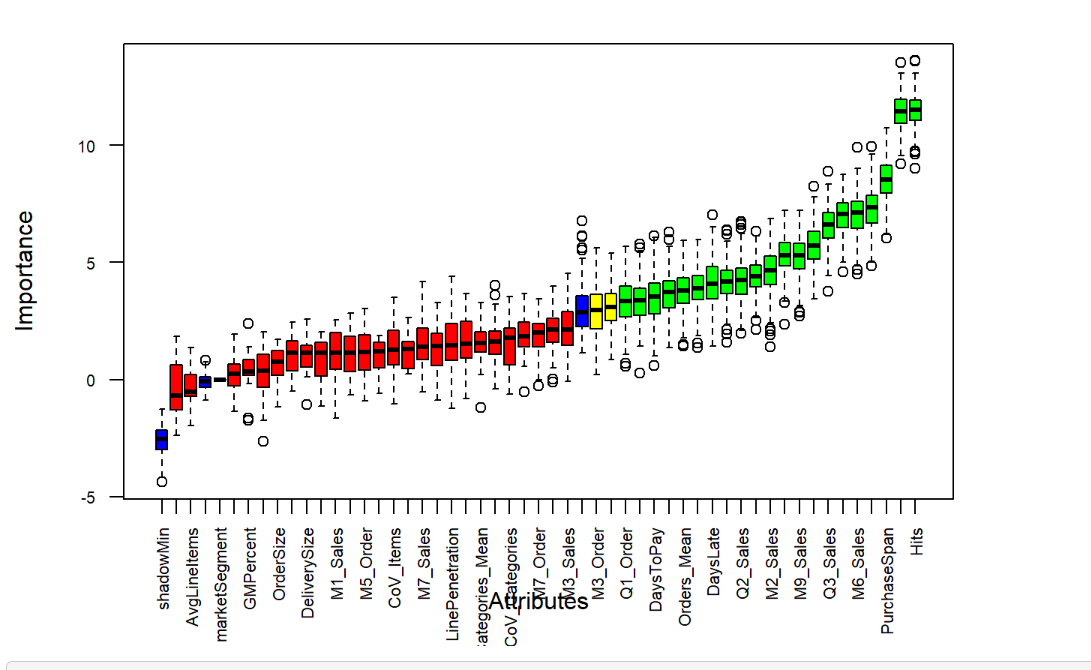 Importance
10
5
0
-5
shadowMin
AvgLineItems
marketSegment
GMPercent
OrderSize
DeliverySize
M1_Sales
M5_Order
CoV_Items
M7_Sales
LinePenetration
ategories_Mean
CoV_Categories
M7_Order
M3_Sales
M3_Order
Q1_Order
DaysToPay
Orders_Mean
DaysLate
Q2_Sales
M2_Sales
M9_Sales
Q3_Sales
M6_Sales
PurchaseSpan
Hits
Attributes